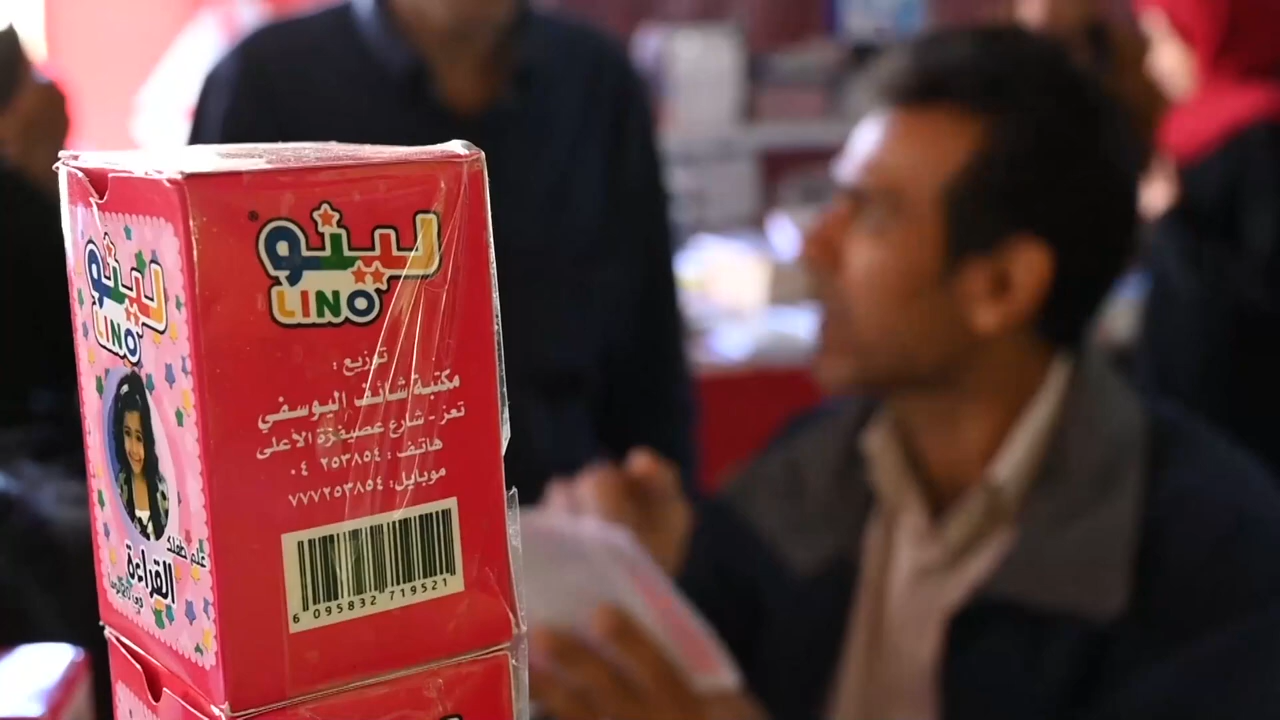 لينو
LINO
علم طفلك
القراءة
لينو
®
LINO
توزيع :
مكتبة شائف اليوسفي
تعز - شارع عصيفرة الأعلى
هاتف : ٢٥٣٨٥٤ ٠٤
موبايل: ٧٧٧٢٥٣٨٥٤
6 095832 719521